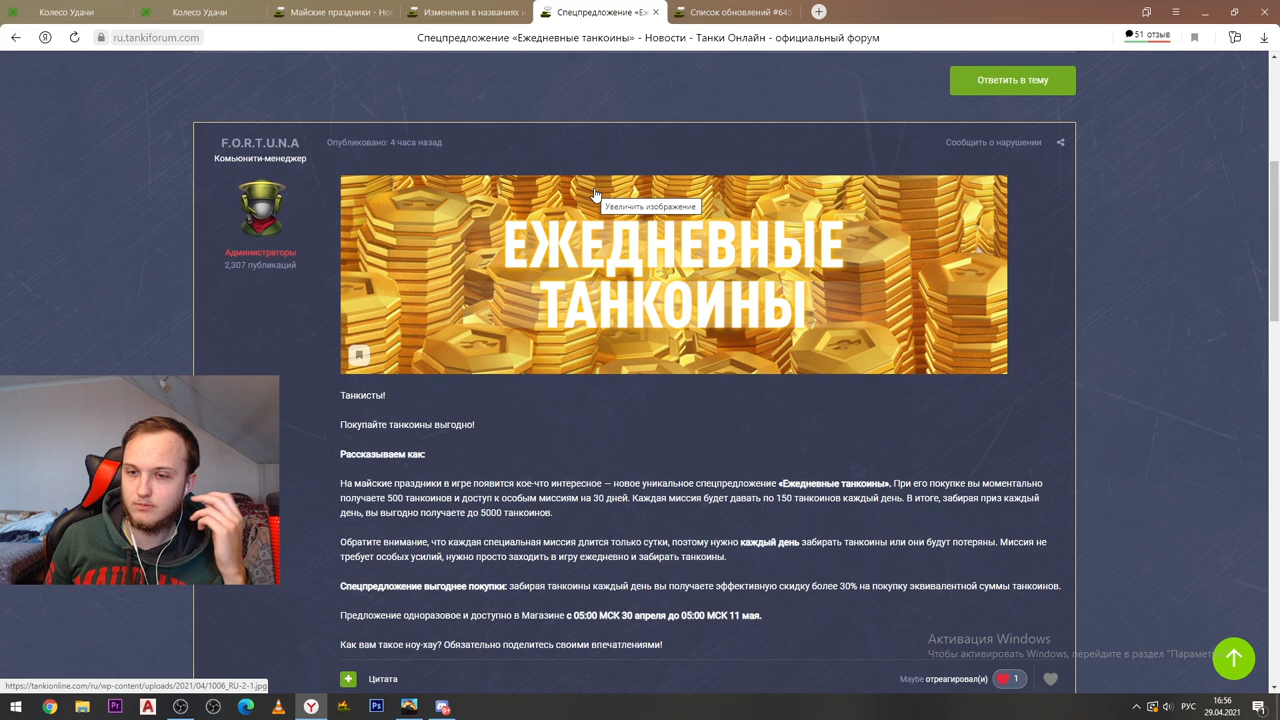 Колесо Удачи
Колесо Удачи
Майские праздники - Но
Изменения в названиях н
Спецпредложение «Еж
Список обновлений #645
ru.tankiforum.com
Спецпредложение «Ежедневные танкоины» - Новости - Танки Онлайн - официальный форум
51 отзыв
Ответить в тему
F.O.R.T.U.N.A
Комьюнити-менеджер
Опубликовано: 4 часа назад
Сообщить о нарушении
Администраторы
2,307 публикаций
Увеличить изображение
ЕЖЕДНЕВНЫЕ
ТАНКОИНЫ
Танкисты!
Покупайте танкоины выгодно!
Рассказываем как:
На майские праздники в игре появится кое-что интересное — новое уникальное спецпредложение «Ежедневные танкоины». При его покупке вы моментально
получаете 500 танкоинов и доступ к особым миссиям на 30 дней. Каждая миссия будет давать по 150 танкоинов каждый день. В итоге, забирая приз каждый
день, вы выгодно получаете до 5000 танкоинов.
Обратите внимание, что каждая специальная миссия длится только сутки, поэтому нужно каждый день забирать танкоины или они будут потеряны. Миссия не
требует особых усилий, нужно просто заходить в игру ежедневно и забирать танкоины.
Спецпредложение выгоднее покупки: забирая танкоины каждый день вы получаете эффективную скидку более 30% на покупку эквивалентной суммы танкоинов.
Предложение одноразовое и доступно в Магазине с 05:00 МСК 30 апреля до 05:00 МСК 11 мая.
Как вам такое ноу-хау? Обязательно поделитесь своими впечатлениями!
Активация Windows
Чтобы активировать Windows, перейдите в раздел "Парамет
Цитата
Maybe отреагировал(и)
1
https://tankionline.com/ru/wp-content/uploads/2021/04/1006_RU-2-1.jpg
РУС
16:56
29.04.2021